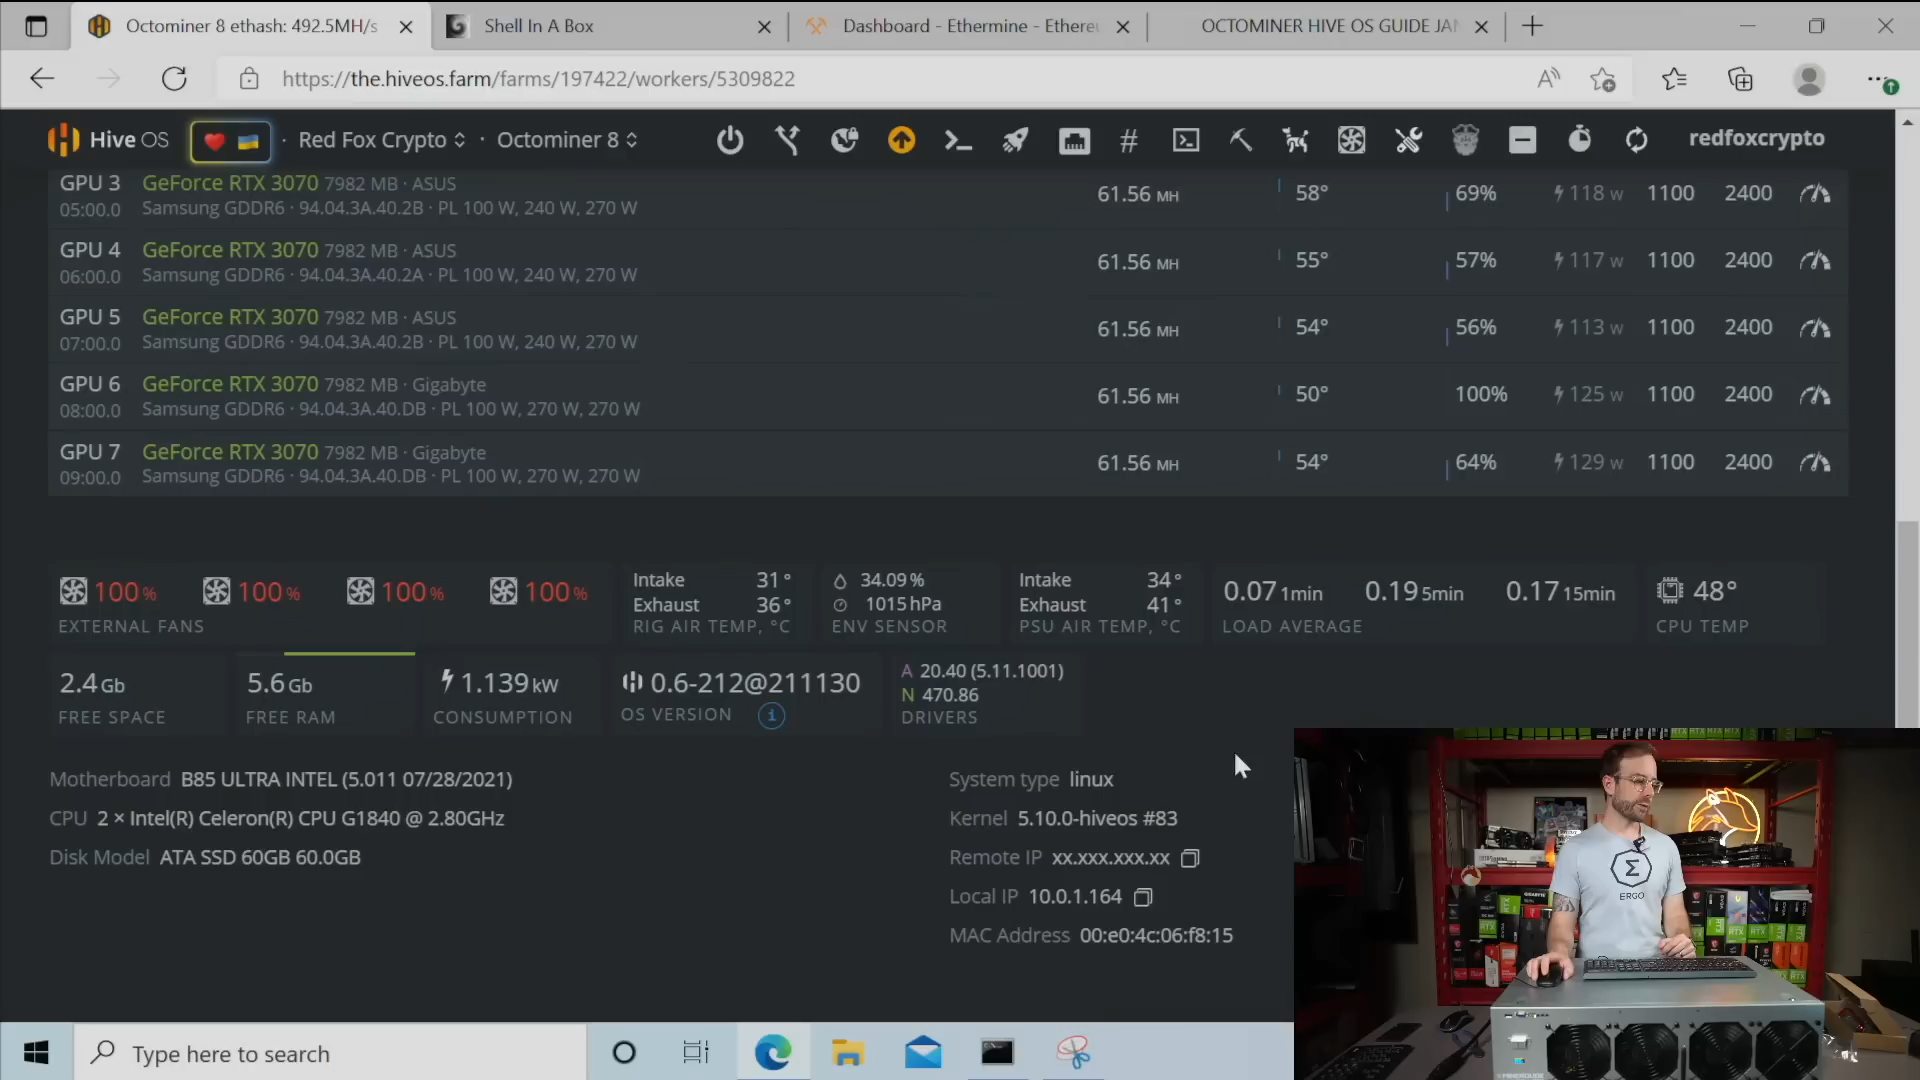 Octominer 8 ethash: 492.5MH/s
Shell In A Box
Dashboard - Ethermine - Ethere
OCTOMINER HIVE OS GUIDE JAN
https://the.hiveos.farm/farms/197422/workers/5309822
Hive OS
Red Fox Crypto
Octominer 8
redfoxcrypto
GPU 3 GeForce RTX 3070 7982 MB · ASUS 61.56 MH 58° 69% 118 W 1100 2400
05:00.0 Samsung GDDR6 · 94.04.3A.40.2B · PL 100 W, 240 W, 270 W
GPU 4 GeForce RTX 3070 7982 MB · ASUS 61.56 MH 55° 57% 117 W 1100 2400
06:00.0 Samsung GDDR6 · 94.04.3A.40.2A · PL 100 W, 240 W, 270 W
GPU 5 GeForce RTX 3070 7982 MB · ASUS 61.56 MH 54° 56% 113 W 1100 2400
07:00.0 Samsung GDDR6 · 94.04.3A.40.2B · PL 100 W, 240 W, 270 W
GPU 6 GeForce RTX 3070 7982 MB · Gigabyte 61.56 MH 50° 100% 125 W 1100 2400
08:00.0 Samsung GDDR6 · 94.04.3A.40.DB · PL 100 W, 270 W, 270 W
GPU 7 GeForce RTX 3070 7982 MB · Gigabyte 61.56 MH 54° 64% 129 W 1100 2400
09:00.0 Samsung GDDR6 · 94.04.3A.40.DB · PL 100 W, 270 W, 270 W
100 % 100 % 100 % 100 %
EXTERNAL FANS
Intake 31°
Exhaust 36°
RIG AIR TEMP, °C
34.09 %
1015 hPa
ENV SENSOR
Intake 34°
Exhaust 41°
PSU AIR TEMP, °C
0.07 1min 0.19 5min 0.17 15min
LOAD AVERAGE
48°
CPU TEMP
2.4 Gb
FREE SPACE
5.6 Gb
FREE RAM
1.139 kW
CONSUMPTION
0.6-212@211130
OS VERSION
A 20.40 (5.11.1001)
N 470.86
DRIVERS
Motherboard B85 ULTRA INTEL (5.011 07/28/2021)
CPU 2 × Intel(R) Celeron(R) CPU G1840 @ 2.80GHz
Disk Model ATA SSD 60GB 60.0GB
System type linux
Kernel 5.10.0-hiveos #83
Remote IP xx.xxx.xxx.xx
Local IP 10.0.1.164
MAC Address 00:e0:4c:06:f8:15
Σ
ERGO
Type here to search